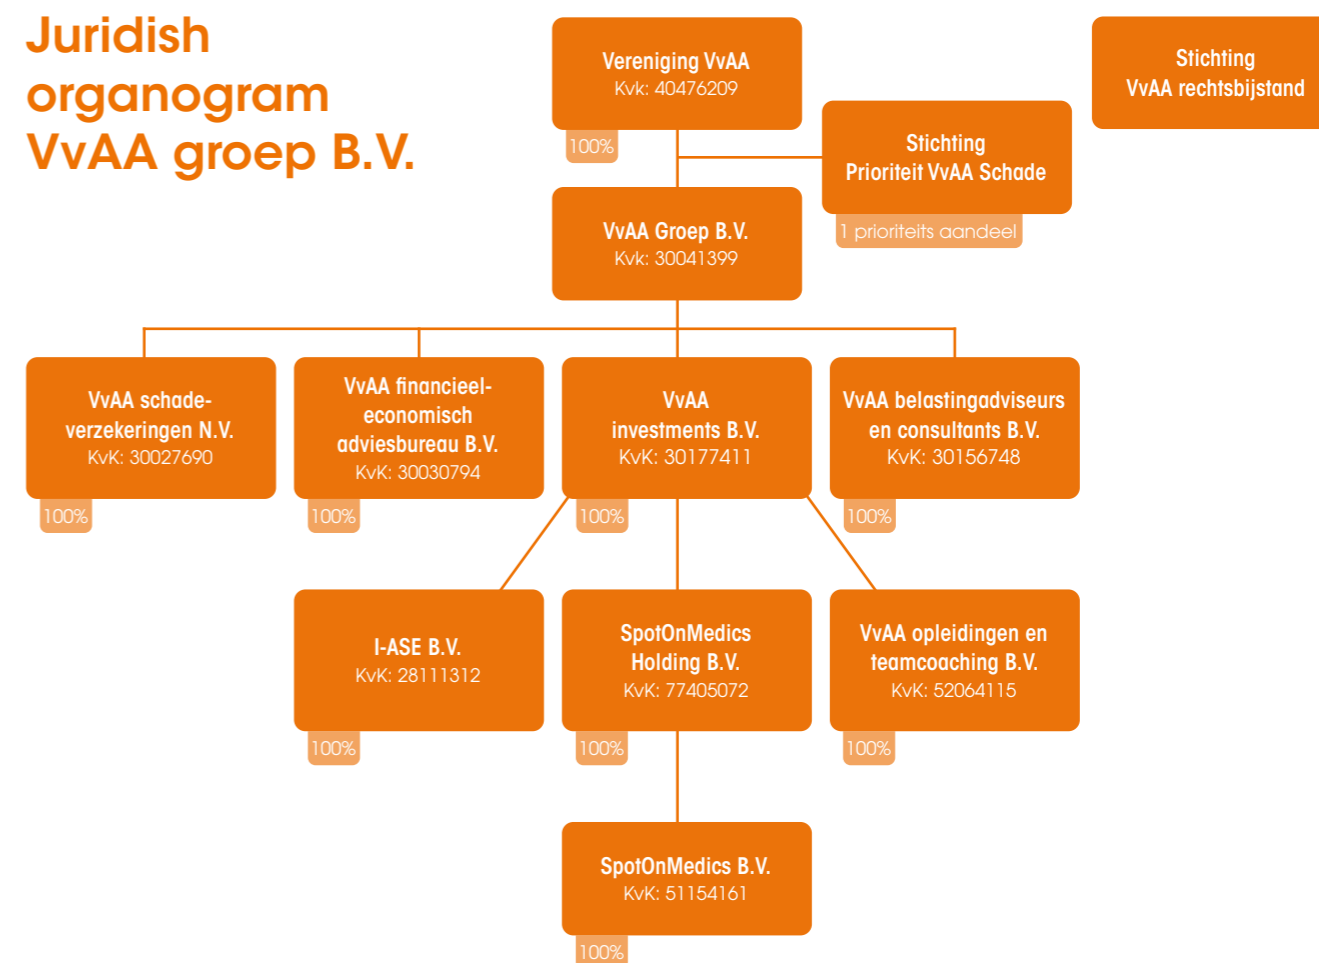 Juridish
organogram
VvAA groep B.V.
Vereniging VvAA
Kvk: 40476209
100%
Stichting
VvAA rechtsbijstand
Stichting
Prioriteit VvAA Schade
1 prioriteits aandeel
VvAA Groep B.V.
Kvk: 30041399
VvAA schade-
verzekeringen N.V.
KvK: 30027690
100%
VvAA financieel-
economisch
adviesbureau B.V.
KvK: 30030794
100%
VvAA
investments B.V.
KvK: 30177411
100%
VvAA belastingadviseurs
en consultants B.V.
KvK: 30156748
100%
I-ASE B.V.
KvK: 28111312
100%
SpotOnMedics
Holding B.V.
KvK: 77405072
100%
VvAA opleidingen en
teamcoaching B.V.
KvK: 52064115
100%
SpotOnMedics B.V.
KvK: 51154161
100%